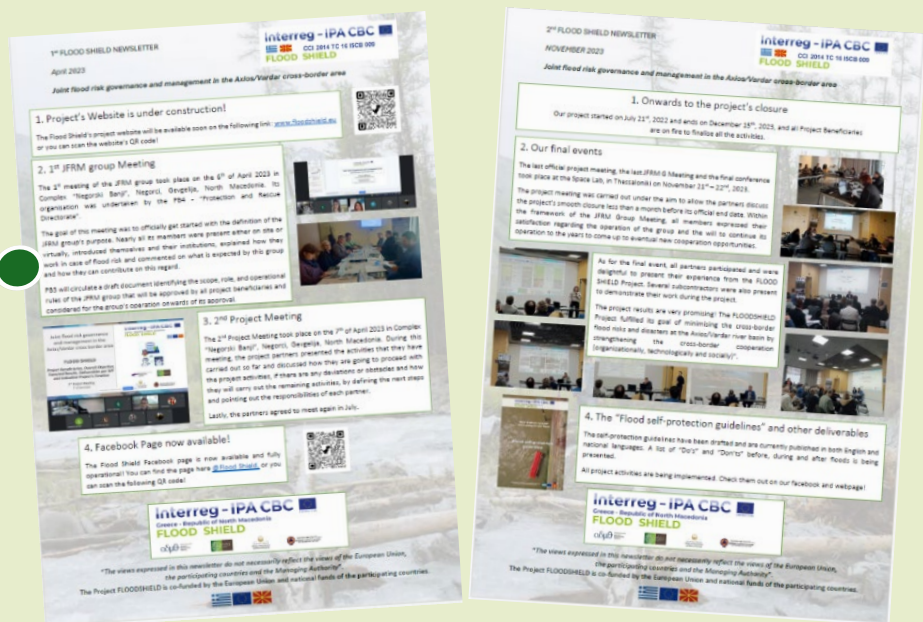 1st FLOOD SHIELD NEWSLETTER
April 2023
Interreg - IPA CBC
CCI 2014 TC 16 I5CB 009
FLOOD SHIELD
Joint flood risk governance and management in the Axios/Vardar cross-border area
1. Project's Website is under construction!
The Flood Shield's project website will be available soon on the following link: www.floodshield.eu
or you can scan the website's QR code!
2. 1st JFRM group Meeting
The 1st meeting of the JFRM group took place on the 6th of April 2023 in
Complex "Negorski Banji", Negorci, Gevgelija, North Macedonia. Its
organisation was undertaken by the PB4 - "Protection and Rescue
Directorate".
The goal of this meeting was to officially get started with the definition of the
JFRM group's purpose. Nearly all its members were present either on site or
virtually, introduced themselves and their institutions, explained how they
work in case of flood risk and commented on what is expected by this group
and how they can contribute on this regard.
PB5 will circulate a draft document identifying the scope, role, and operational
rules of the JFRM group that will be approved by all project beneficiaries and
considered for the group's operation onwards of its approval.
Joint flood risk governance
and management in the
Axios/Vardar cross-border area
FLOOD SHIELD
3. 2nd Project Meeting
The 2nd Project Meeting took place on the 7th of April 2023 in Complex
"Negorski Banji", Negorci, Gevgelija, North Macedonia. During this
meeting, the project partners presented the activities that they have
carried out so far and discussed how they are going to proceed with
the project activities, if there are any deviations or obstacles and how
they will carry out the remaining activities, by defining the next steps
and pointing out the responsibilities of each partner.
Lastly, the partners agreed to meet again in July.
4. Facebook Page now available!
The Flood Shield Facebook page is now available and fully
operational! You can find the page here @Flood Shield, or you
can scan the following QR code!
Interreg - IPA CBC
Greece - Republic of North Macedonia
FLOOD SHIELD
"The views expressed in this newsletter do not necessarily reflect the views of the European Union,
the participating countries and the Managing Authority".
The Project FLOODSHIELD is co-funded by the European Union and national funds of the participating countries.
2nd FLOOD SHIELD NEWSLETTER
NOVEMBER 2023
Interreg - IPA CBC
CCI 2014 TC 16 I5CB 009
FLOOD SHIELD
Joint flood risk governance and management in the Axios/Vardar cross-border area
1. Onwards to the project's closure
Our project started on July 21st, 2022 and ends on December 15th, 2023, and all Project Beneficiaries
are on fire to finalize all the activities.
2. Our final events
The last official project meeting, the last JFRM G Meeting and the final conference
took place at the Space Lab, in Thessaloniki on November 21st – 22nd, 2023.
The project meeting was carried out under the aim to allow the partners discuss
the project's smooth closure less than a month before its official end date. Within
the framework of the JFRM Group Meeting, all members expressed their
satisfaction regarding the operation of the group and the will to continue its
operation to the years to come up to eventual new cooperation opportunities.
As for the final event, all partners participated and were
delighted to present their experience from the FLOOD
SHIELD Project. Several subcontractors were also present
to demonstrate their work during the project.
The project results are very promising! The FLOODSHIELD
Project fulfilled its goal of minimizing the cross-border
flood risks and disasters at the Axios/Vardar river basin by
strengthening the cross-border cooperation
(organizationally, technologically and socially)".
4. The "Flood self-protection guidelines" and other deliverables
The self-protection guidelines have been drafted and are currently published in both English and
national languages. A list of "Do's" and "Don'ts" before, during and after floods is being
presented.
All project activities are being implemented. Check them out on our facebook and webpage!
Interreg - IPA CBC
Greece - Republic of North Macedonia
FLOOD SHIELD
"The views expressed in this newsletter do not necessarily reflect the views of the European Union,
the participating countries and the Managing Authority".
The Project FLOODSHIELD is co-funded by the European Union and national funds of the participating countries.